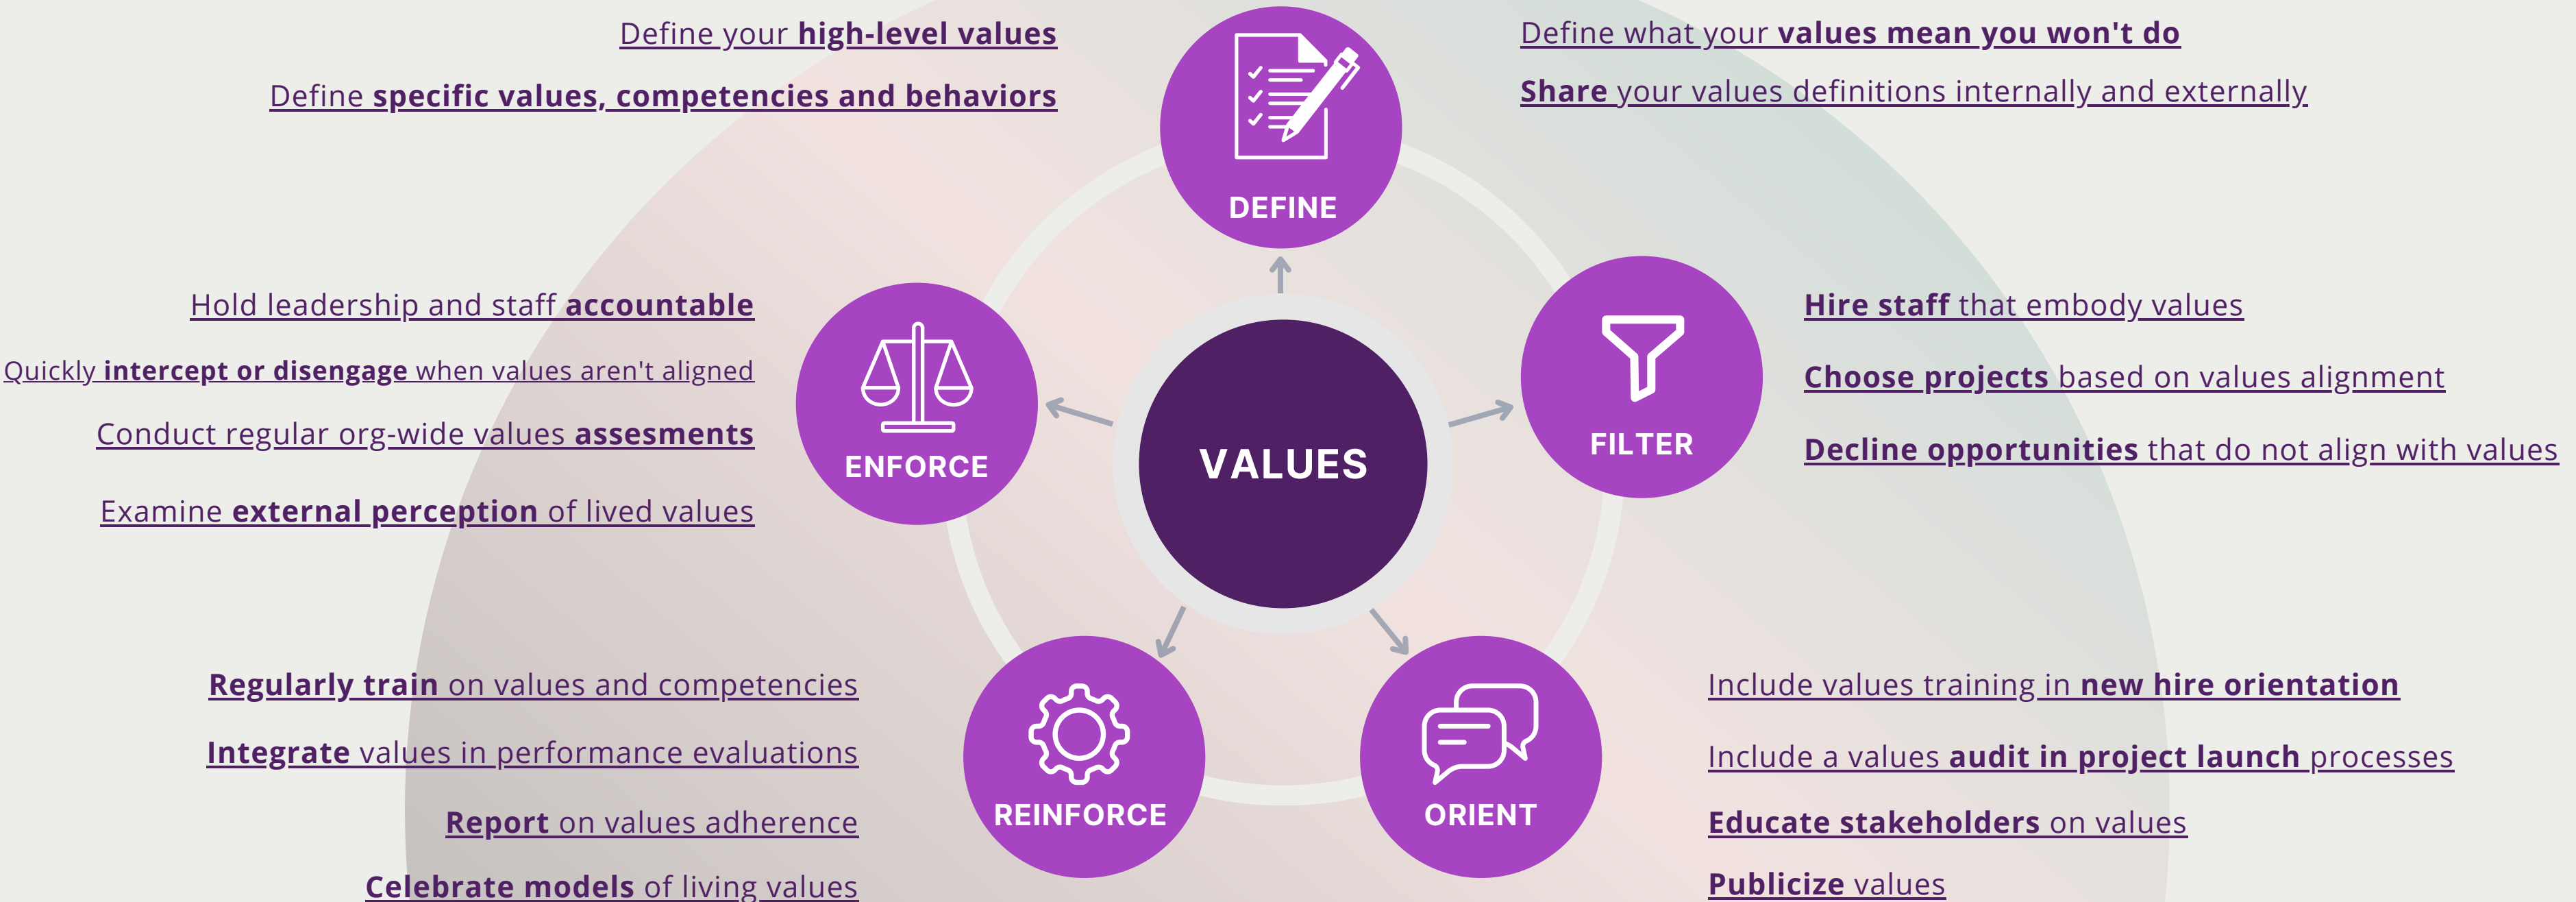 Define your high-level values
Define specific values, competencies and behaviors
Define what your values mean you won't do
Share your values definitions internally and externally
DEFINE
Hold leadership and staff accountable
Quickly intercept or disengage when values aren't aligned
Conduct regular org-wide values assesments
Examine external perception of lived values
ENFORCE
VALUES
FILTER
Hire staff that embody values
Choose projects based on values alignment
Decline opportunities that do not align with values
Regularly train on values and competencies
Integrate values in performance evaluations
Report on values adherence
Celebrate models of living values
REINFORCE
ORIENT
Include values training in new hire orientation
Include a values audit in project launch processes
Educate stakeholders on values
Publicize values